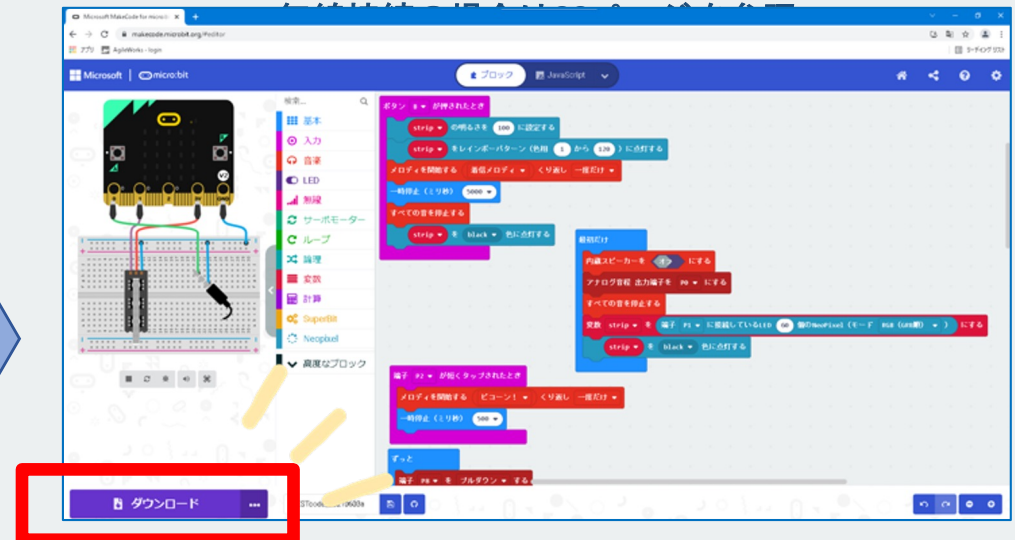 Microsoft MakeCode for micro:b
makecode.microbit.org/#editor
アプリ
AgileWorks - login
Microsoft
micro:bit
ブロック
JavaScript
検索...
基本
入力
音楽
LED
無線
サーボモーター
ループ
論理
変数
計算
SuperBit
Neopixel
高度なブロック
V2
ボタン B が押されたとき
strip の明るさを 100 に設定する
strip をレインボーパターン(色相 1 から 120 )に点灯する
メロディを開始する 着信メロディ くり返し 一度だけ
一時停止(ミリ秒) 5000
すべての音を停止する
strip を black 色に点灯する
最初だけ
内蔵スピーカーを オフ にする
アナログ音程 出力端子を P0 にする
すべての音を停止する
変数 strip を 端子 P1 に接続しているLED 60 個のNeoPixel(モード RGB(GRB順) ) にする
strip を black 色に点灯する
端子 P2 が短くタップされたとき
メロディを開始する ピコーン! くり返し 一度だけ
一時停止(ミリ秒) 500
ずっと
端子 P8 を プルダウン する
ダウンロード
...